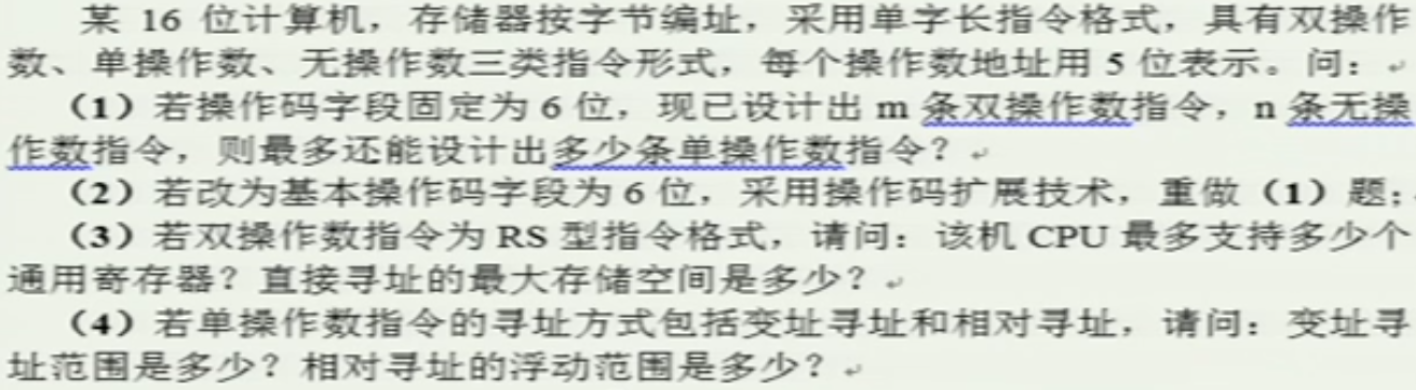 某 16 位计算机，存储器按字节编址，采用单字长指令格式，具有双操作
数、单操作数、无操作数三类指令形式，每个操作数地址用 5 位表示。问：
（1）若操作码字段固定为 6 位，现已设计出 m 条双操作数指令，n 条无操
作数指令，则最多还能设计出多少条单操作数指令？
（2）若改为基本操作码字段为 6 位，采用操作码扩展技术，重做（1）题；
（3）若双操作数指令为 RS 型指令格式，请问：该机 CPU 最多支持多少个
通用寄存器？直接寻址的最大存储空间是多少？
（4）若单操作数指令的寻址方式包括变址寻址和相对寻址，请问：变址寻
址范围是多少？相对寻址的浮动范围是多少？